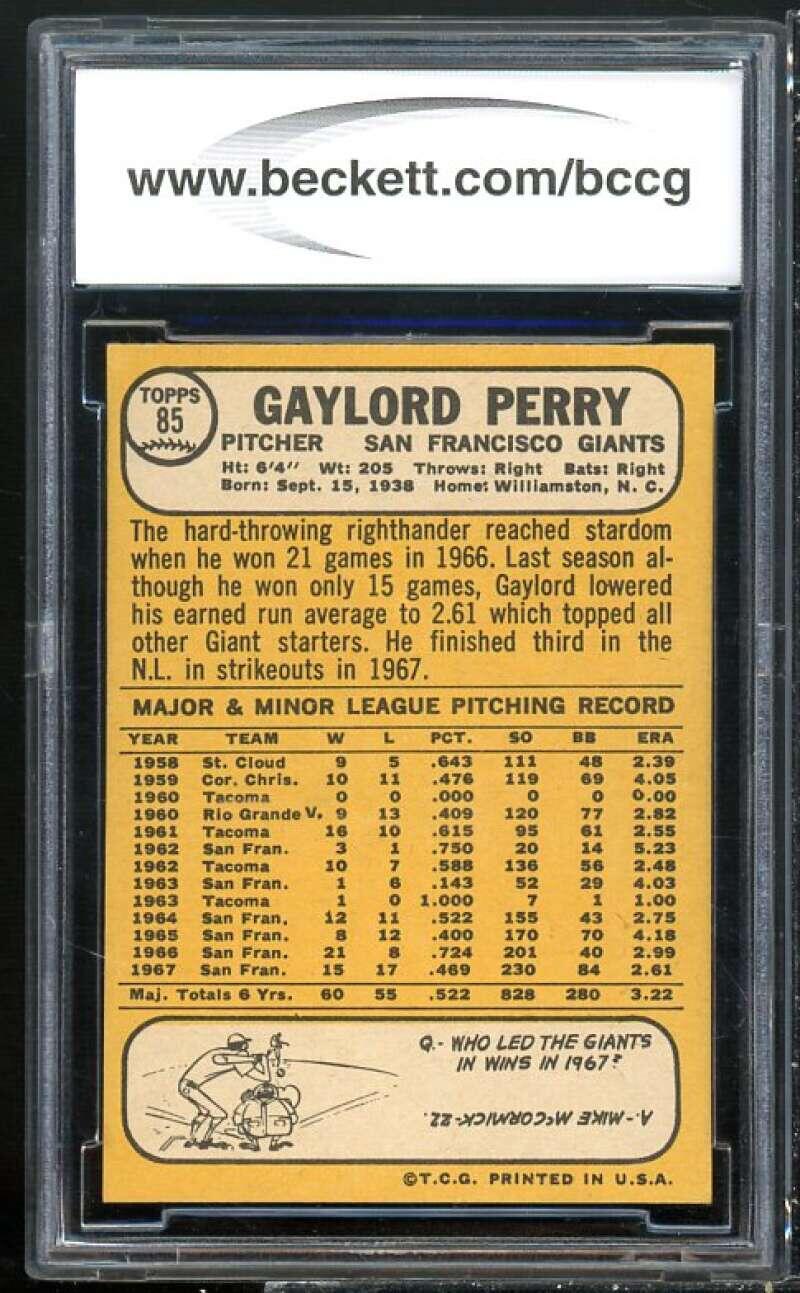 www.beckett.com/bccg
TOPPS
85
GAYLORD PERRY
PITCHER SAN FRANCISCO GIANTS
Ht: 6'4" Wt: 205 Throws: Right Bats: Right
Born: Sept. 15, 1938 Home: Williamston, N. C.
The hard-throwing righthander reached stardom
when he won 21 games in 1966. Last season al-
though he won only 15 games, Gaylord lowered
his earned run average to 2.61 which topped all
other Giant starters. He finished third in the
N.L. in strikeouts in 1967.
MAJOR & MINOR LEAGUE PITCHING RECORD
YEAR TEAM W L PCT. SO BB ERA
1958 St. Cloud 9 5 .643 111 48 2.39
1959 Cor. Chris. 10 11 .476 119 69 4.05
1960 Tacoma 0 0 .000 0 0 0.00
1960 Rio Grande V. 9 13 .409 120 77 2.82
1961 Tacoma 16 10 .615 95 61 2.55
1962 San Fran. 3 1 .750 20 14 5.23
1962 Tacoma 10 7 .588 136 56 2.48
1963 San Fran. 1 6 .143 52 29 4.03
1963 Tacoma 1 0 1.000 7 1 1.00
1964 San Fran. 12 11 .522 155 43 2.75
1965 San Fran. 8 12 .400 170 70 4.18
1966 San Fran. 21 8 .724 201 40 2.99
1967 San Fran. 15 17 .469 230 84 2.61
Maj. Totals 6 Yrs. 60 55 .522 828 280 3.22
Q.- WHO LED THE GIANTS
IN WINS IN 1967?
A.- MIKE McCORMICK-22.
©T.C.G. PRINTED IN U.S.A.